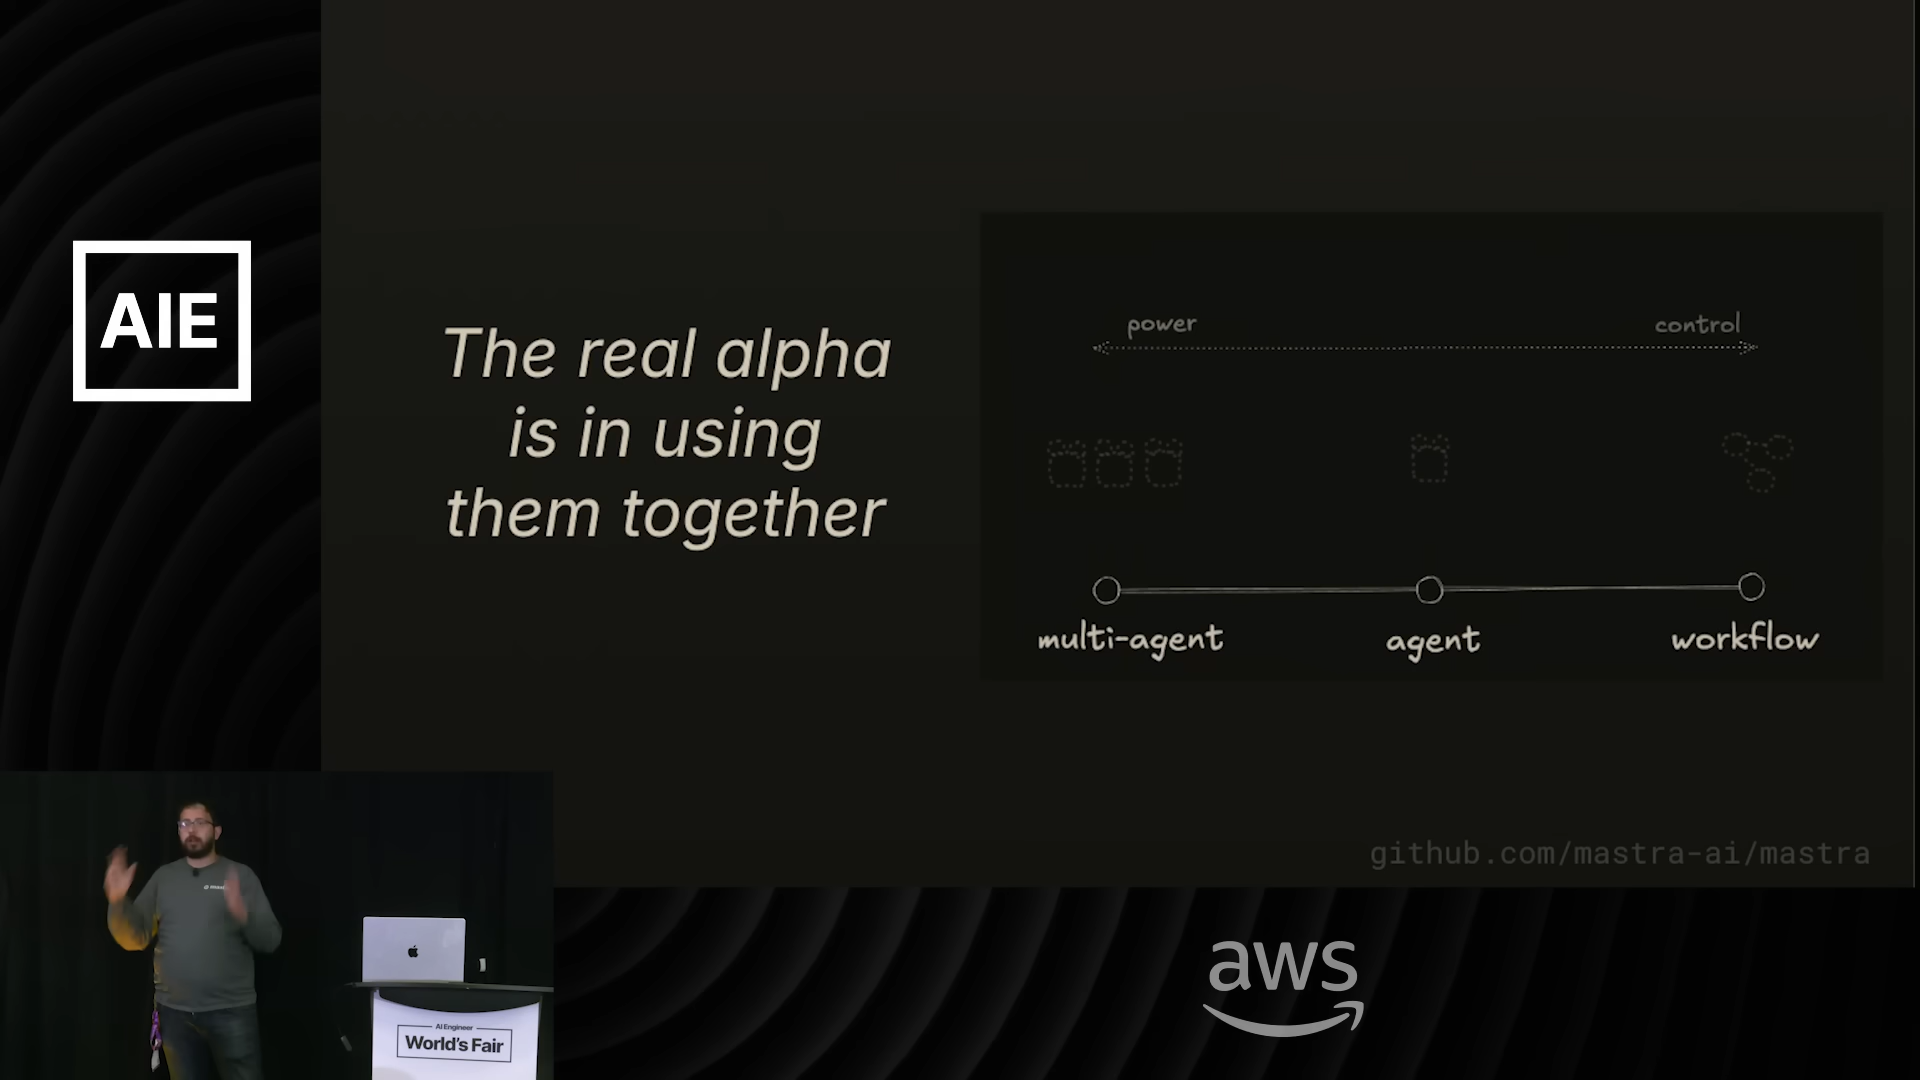 AIE
The real alpha
is in using
them together
power
control
multi-agent
agent
workflow
github.com/mastra-ai/mastra
AI Engineer
World's Fair
aws